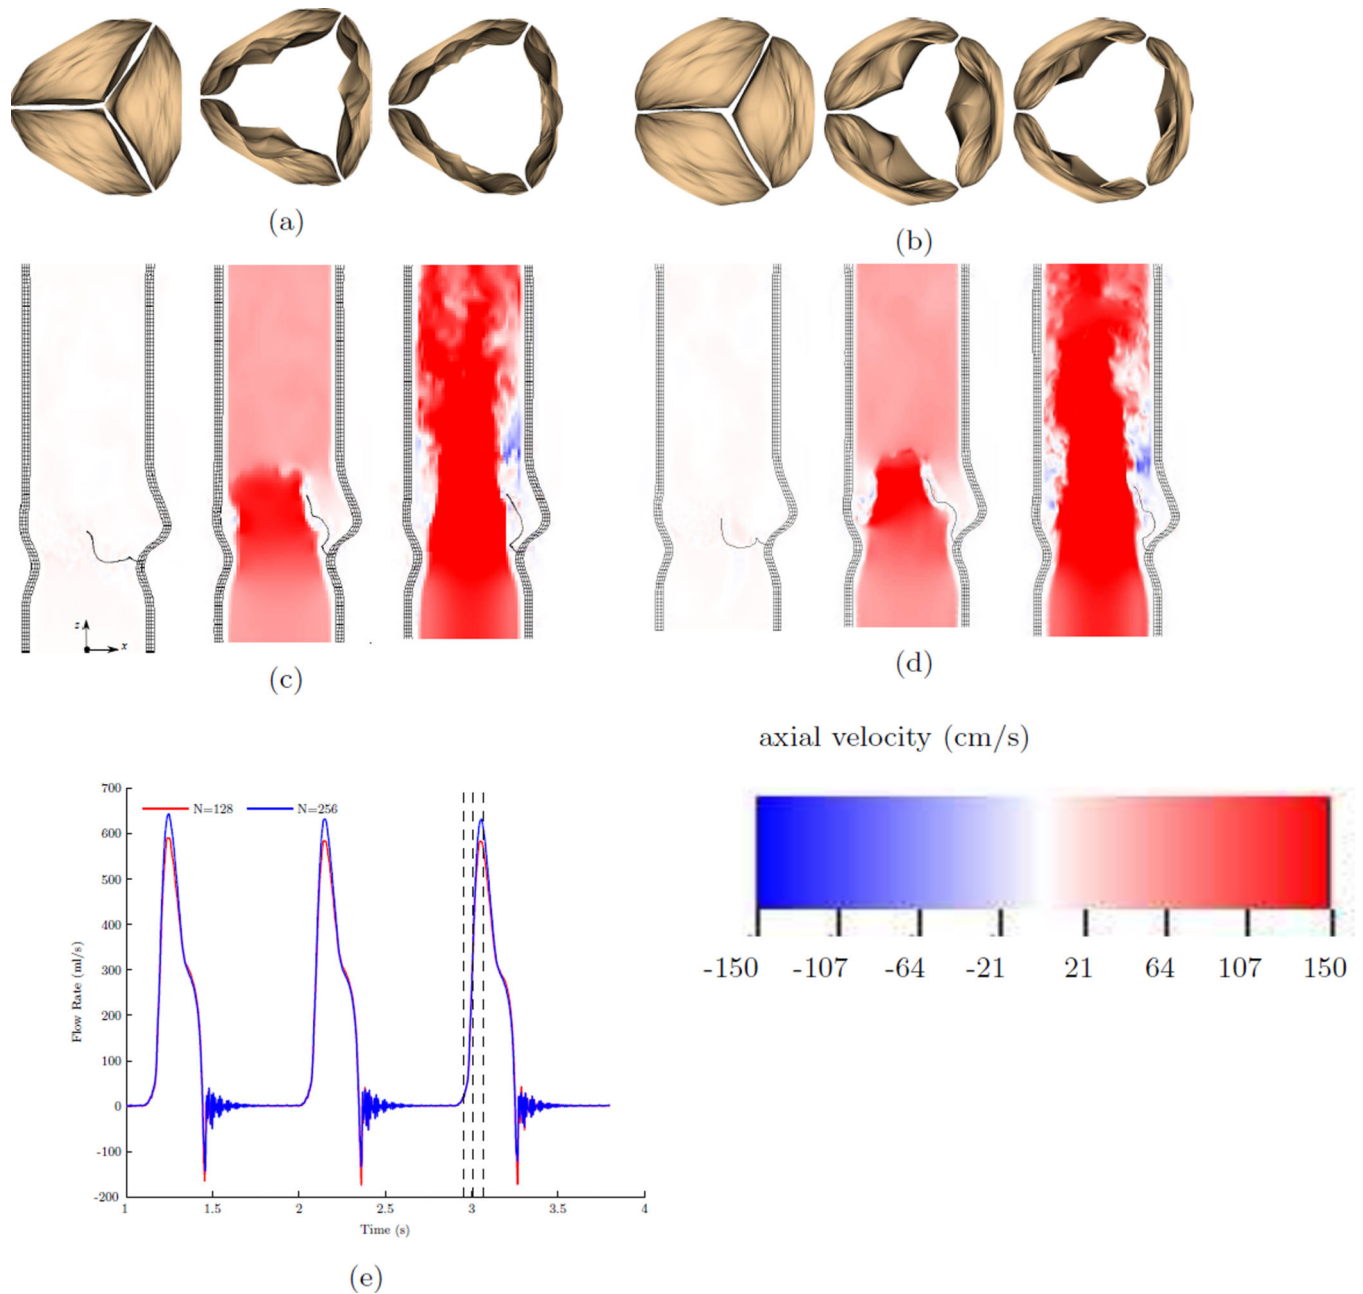 (a)
(b)
z
x
(c)
(d)
axial velocity (cm/s)
-150 -107 -64 -21 21 64 107 150
700
600
500
400
300
200
100
0
-100
-200
Flow Rate (ml/s)
N=128 N=256
1 1.5 2 2.5 3 3.5 4
Time (s)
(e)